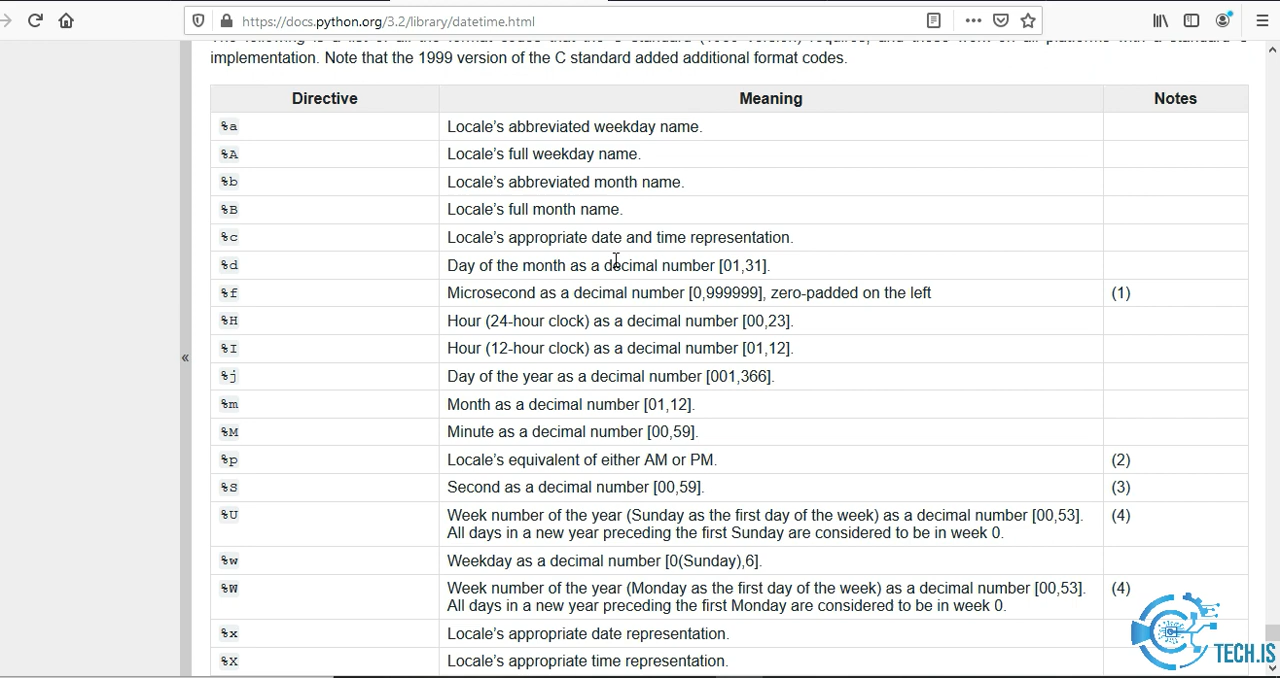 https://docs.python.org/3.2/library/datetime.html
implementation. Note that the 1999 version of the C standard added additional format codes.
Directive Meaning Notes
%a Locale's abbreviated weekday name.
%A Locale's full weekday name.
%b Locale's abbreviated month name.
%B Locale's full month name.
%c Locale's appropriate date and time representation.
%d Day of the month as a decimal number [01,31].
%f Microsecond as a decimal number [0,999999], zero-padded on the left (1)
%H Hour (24-hour clock) as a decimal number [00,23].
%I Hour (12-hour clock) as a decimal number [01,12].
%j Day of the year as a decimal number [001,366].
%m Month as a decimal number [01,12].
%M Minute as a decimal number [00,59].
%p Locale's equivalent of either AM or PM. (2)
%S Second as a decimal number [00,59]. (3)
%U Week number of the year (Sunday as the first day of the week) as a decimal number [00,53]. (4)
All days in a new year preceding the first Sunday are considered to be in week 0.
%w Weekday as a decimal number [0(Sunday),6].
%W Week number of the year (Monday as the first day of the week) as a decimal number [00,53]. (4)
All days in a new year preceding the first Monday are considered to be in week 0.
%x Locale's appropriate date representation.
%X Locale's appropriate time representation.
«
TECH.IS